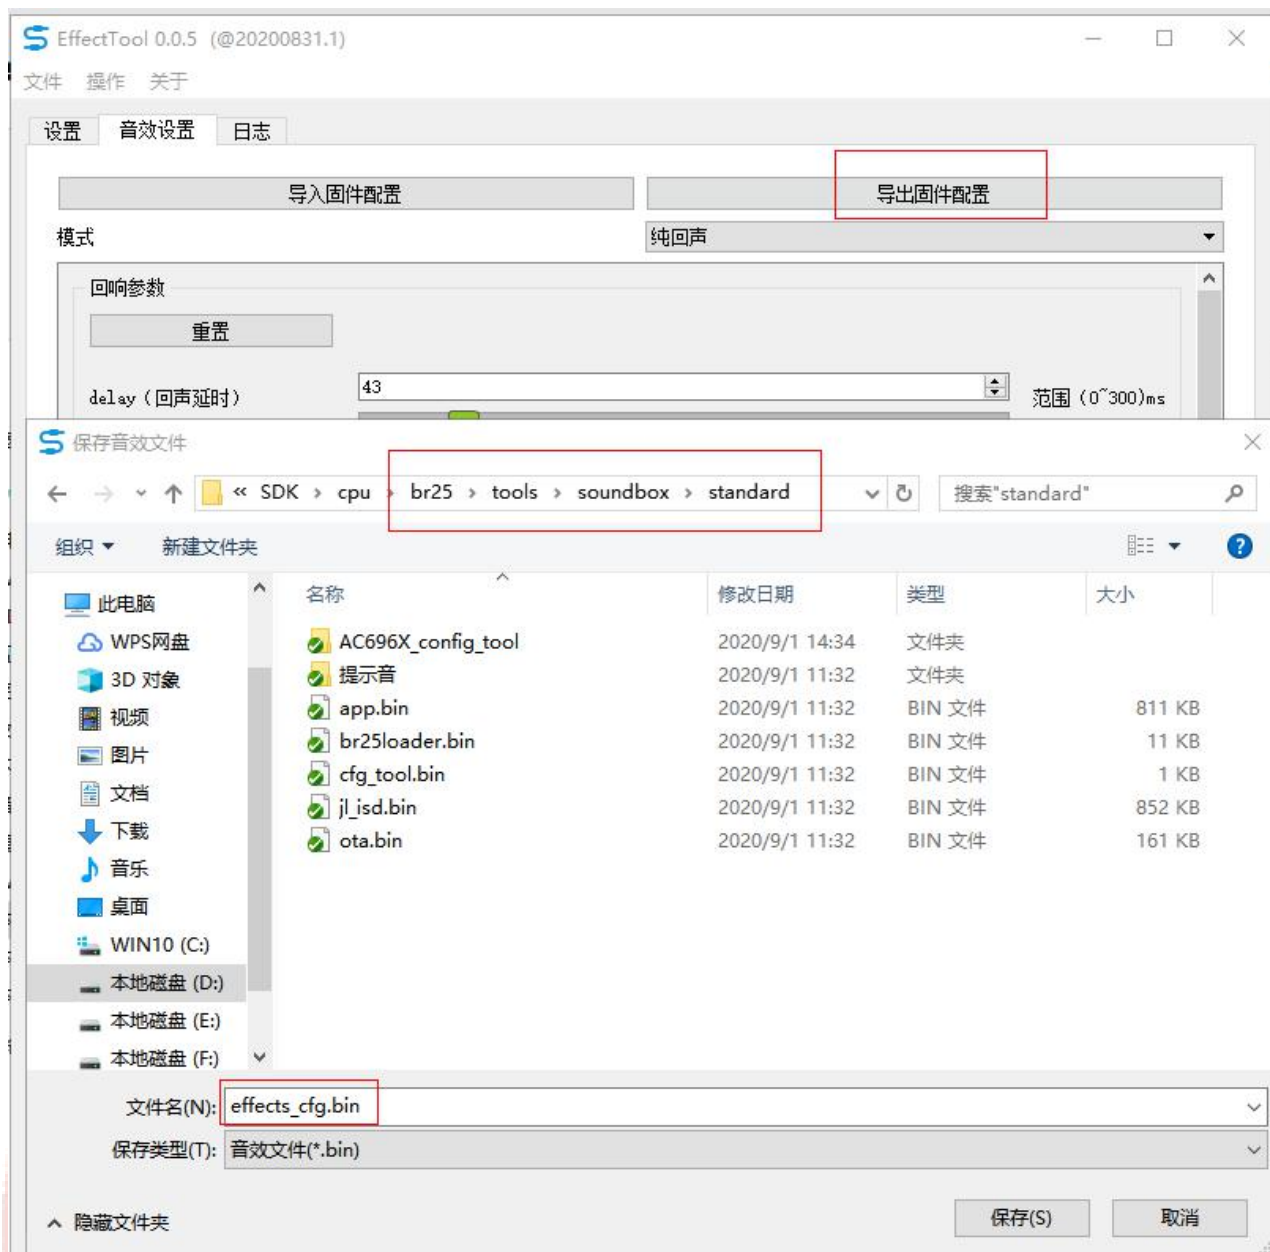 EffectTool 0.0.5 (@20200831.1)
文件 操作 关于
设置 音效设置 日志
导入固件配置 导出固件配置
模式 纯回声
回响参数
重置
delay（回声延时） 43 范围（0~300)ms
保存音效文件
« SDK › cpu › br25 › tools › soundbox › standard 搜索"standard"
组织 新建文件夹
名称 修改日期 类型 大小
此电脑
WPS网盘 AC696X_config_tool 2020/9/1 14:34 文件夹
3D 对象 提示音 2020/9/1 11:32 文件夹
视频 app.bin 2020/9/1 11:32 BIN 文件 811 KB
图片 br25loader.bin 2020/9/1 11:32 BIN 文件 11 KB
文档 cfg_tool.bin 2020/9/1 11:32 BIN 文件 1 KB
下载 jl_isd.bin 2020/9/1 11:32 BIN 文件 852 KB
音乐 ota.bin 2020/9/1 11:32 BIN 文件 161 KB
桌面
WIN10 (C:)
本地磁盘 (D:)
本地磁盘 (E:)
本地磁盘 (F:)
文件名(N): effects_cfg.bin
保存类型(T): 音效文件(*.bin)
隐藏文件夹 保存(S) 取消